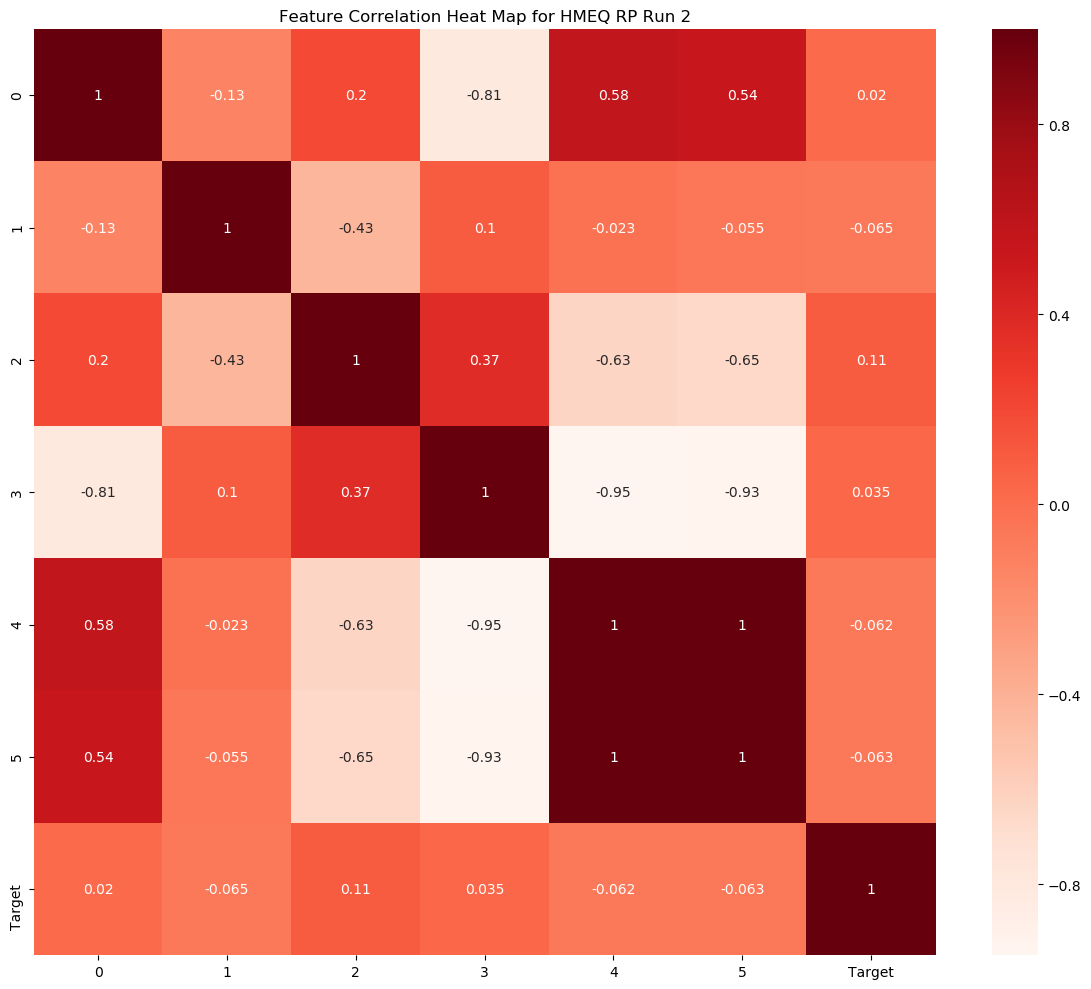 Feature Correlation Heat Map for HMEQ RP Run 2
0 1 -0.13 0.2 -0.81 0.58 0.54 0.02
1 -0.13 1 -0.43 0.1 -0.023 -0.055 -0.065
2 0.2 -0.43 1 0.37 -0.63 -0.65 0.11
3 -0.81 0.1 0.37 1 -0.95 -0.93 0.035
4 0.58 -0.023 -0.63 -0.95 1 1 -0.062
5 0.54 -0.055 -0.65 -0.93 1 1 -0.063
Target 0.02 -0.065 0.11 0.035 -0.062 -0.063 1
0 1 2 3 4 5 Target
0.8
0.4
0.0
−0.4
−0.8